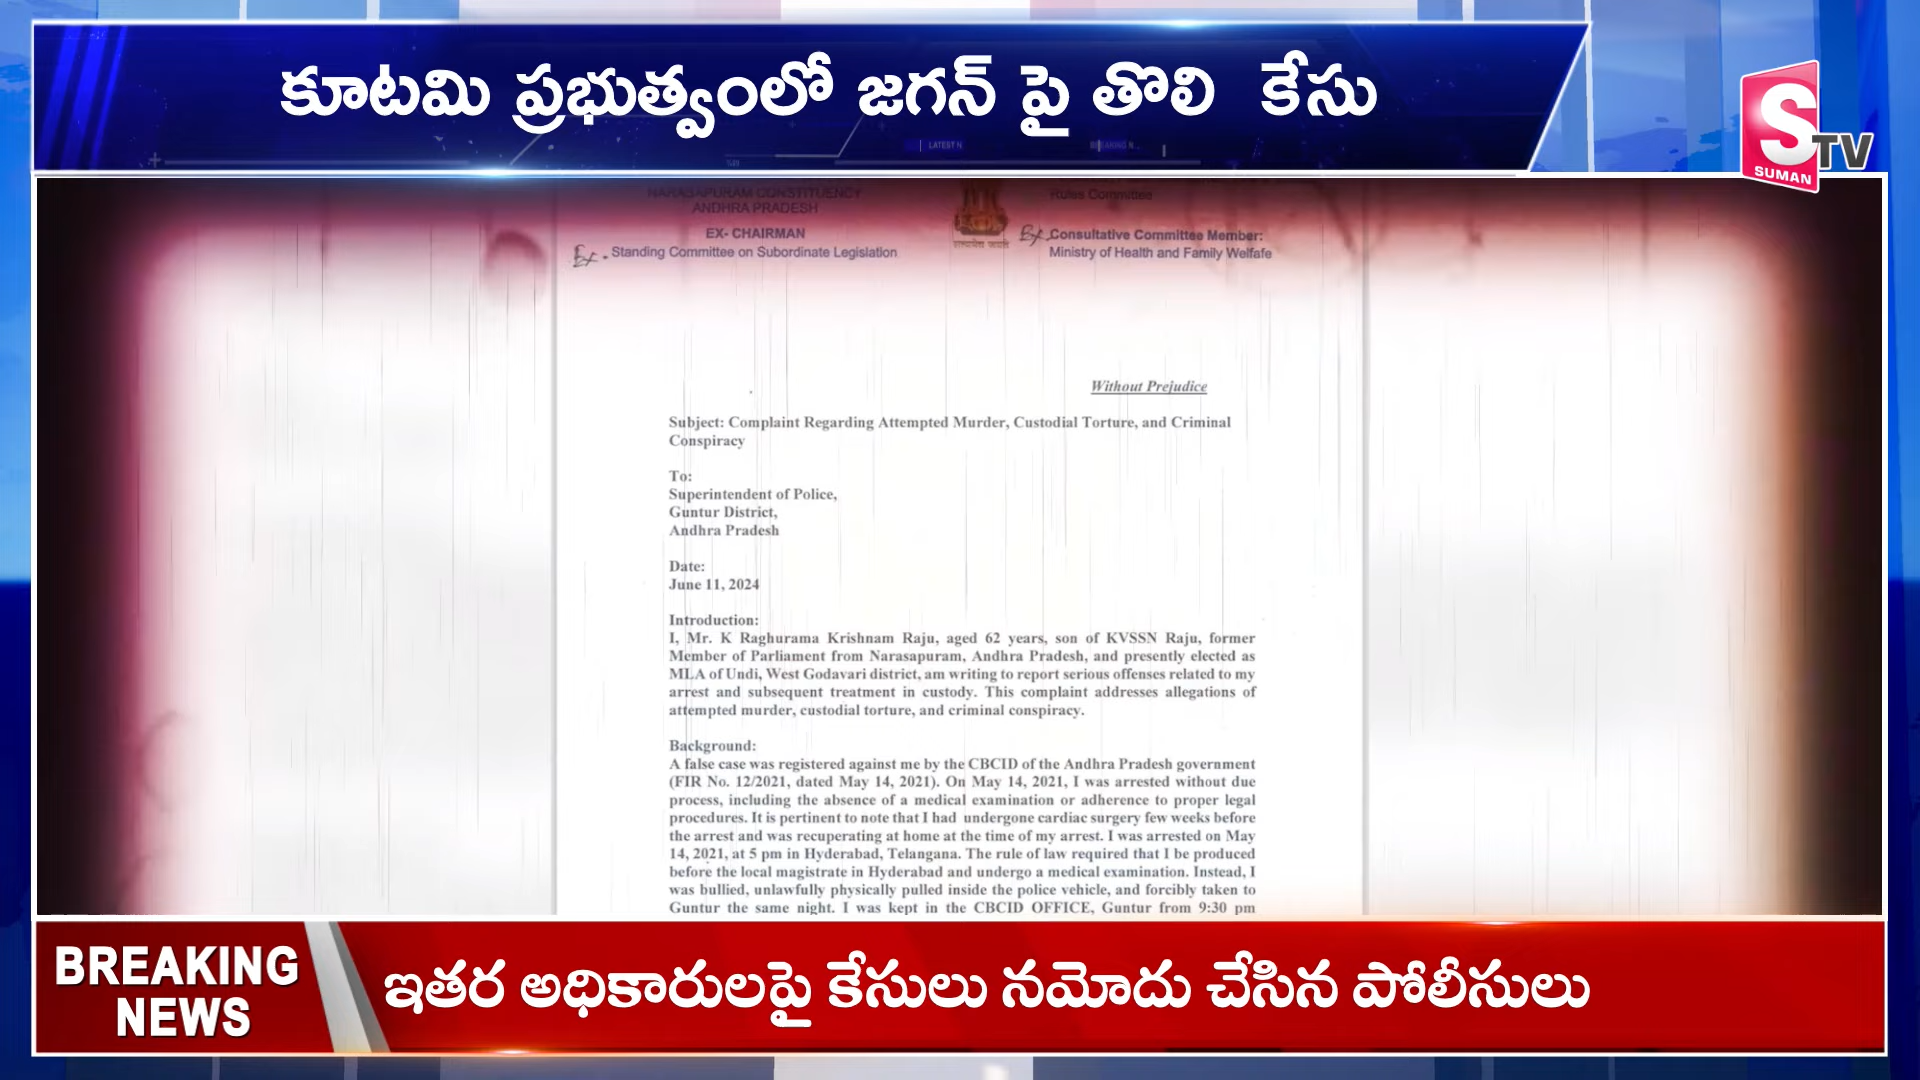 కూటమి ప్రభుత్వంలో జగన్ పై తొలి కేసు
S TV
SUMAN
LATEST N
NARASAPURAM CONSTITUENCY
ANDHRA PRADESH
EX- CHAIRMAN
Ex. Standing Committee on Subordinate Legislation
सत्यमेव जयते
Rules Committee
Ex. Consultative Committee Member:
Ministry of Health and Family Welfafe
Without Prejudice
Subject: Complaint Regarding Attempted Murder, Custodial Torture, and Criminal
Conspiracy
To:
Superintendent of Police,
Guntur District,
Andhra Pradesh
Date:
June 11, 2024
Introduction:
I, Mr. K Raghurama Krishnam Raju, aged 62 years, son of KVSSN Raju, former
Member of Parliament from Narasapuram, Andhra Pradesh, and presently elected as
MLA of Undi, West Godavari district, am writing to report serious offenses related to my
arrest and subsequent treatment in custody. This complaint addresses allegations of
attempted murder, custodial torture, and criminal conspiracy.
Background:
A false case was registered against me by the CBCID of the Andhra Pradesh government
(FIR No. 12/2021, dated May 14, 2021). On May 14, 2021, I was arrested without due
process, including the absence of a medical examination or adherence to proper legal
procedures. It is pertinent to note that I had undergone cardiac surgery few weeks before
the arrest and was recuperating at home at the time of my arrest. I was arrested on May
14, 2021, at 5 pm in Hyderabad, Telangana. The rule of law required that I be produced
before the local magistrate in Hyderabad and undergo a medical examination. Instead, I
was bullied, unlawfully physically pulled inside the police vehicle, and forcibly taken to
Guntur the same night. I was kept in the CBCID OFFICE, Guntur from 9:30 pm
BREAKING
NEWS
ఇతర అధికారులపై కేసులు నమోదు చేసిన పోలీసులు